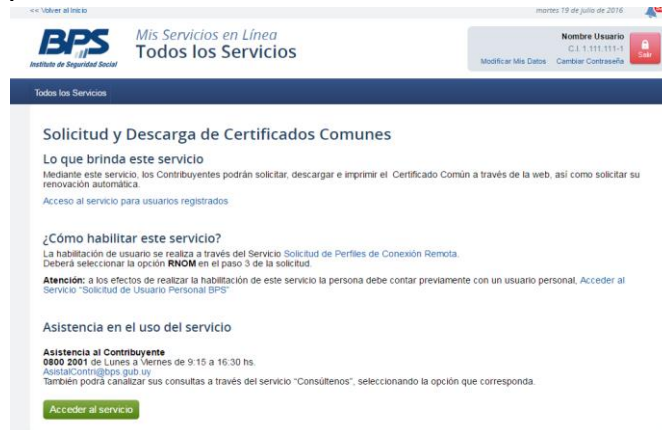 << Volver al Inicio
martes 19 de julio de 2016.
BPS
Instituto de Seguridad Social
Mis Servicios en Línea
Todos los Servicios
Nombre Usuario
C.I. 1.111.111-1
Modificar Mis Datos Cambiar Contraseña
Salir
Todos los Servicios
Solicitud y Descarga de Certificados Comunes
Lo que brinda este servicio
Mediante este servicio, los Contribuyentes podrán solicitar, descargar e imprimir el Certificado Común a través de la web, así como solicitar su
renovación automática.
Acceso al servicio para usuarios registrados
¿Cómo habilitar este servicio?
La habilitación de usuario se realiza a través del Servicio Solicitud de Perfiles de Conexión Remota.
Deberá seleccionar la opción RNOM en el paso 3 de la solicitud.
Atención: a los efectos de realizar la habilitación de este servicio la persona debe contar previamente con un usuario personal, Acceder al
Servicio "Solicitud de Usuario Personal BPS"
Asistencia en el uso del servicio
Asistencia al Contribuyente
0800 2001 de Lunes a Viernes de 9:15 a 16:30 hs.
AsistalContri@bps.gub.uy
También podrá canalizar sus consultas a través del servicio "Consúltenos", seleccionando la opción que corresponda.
Acceder al servicio